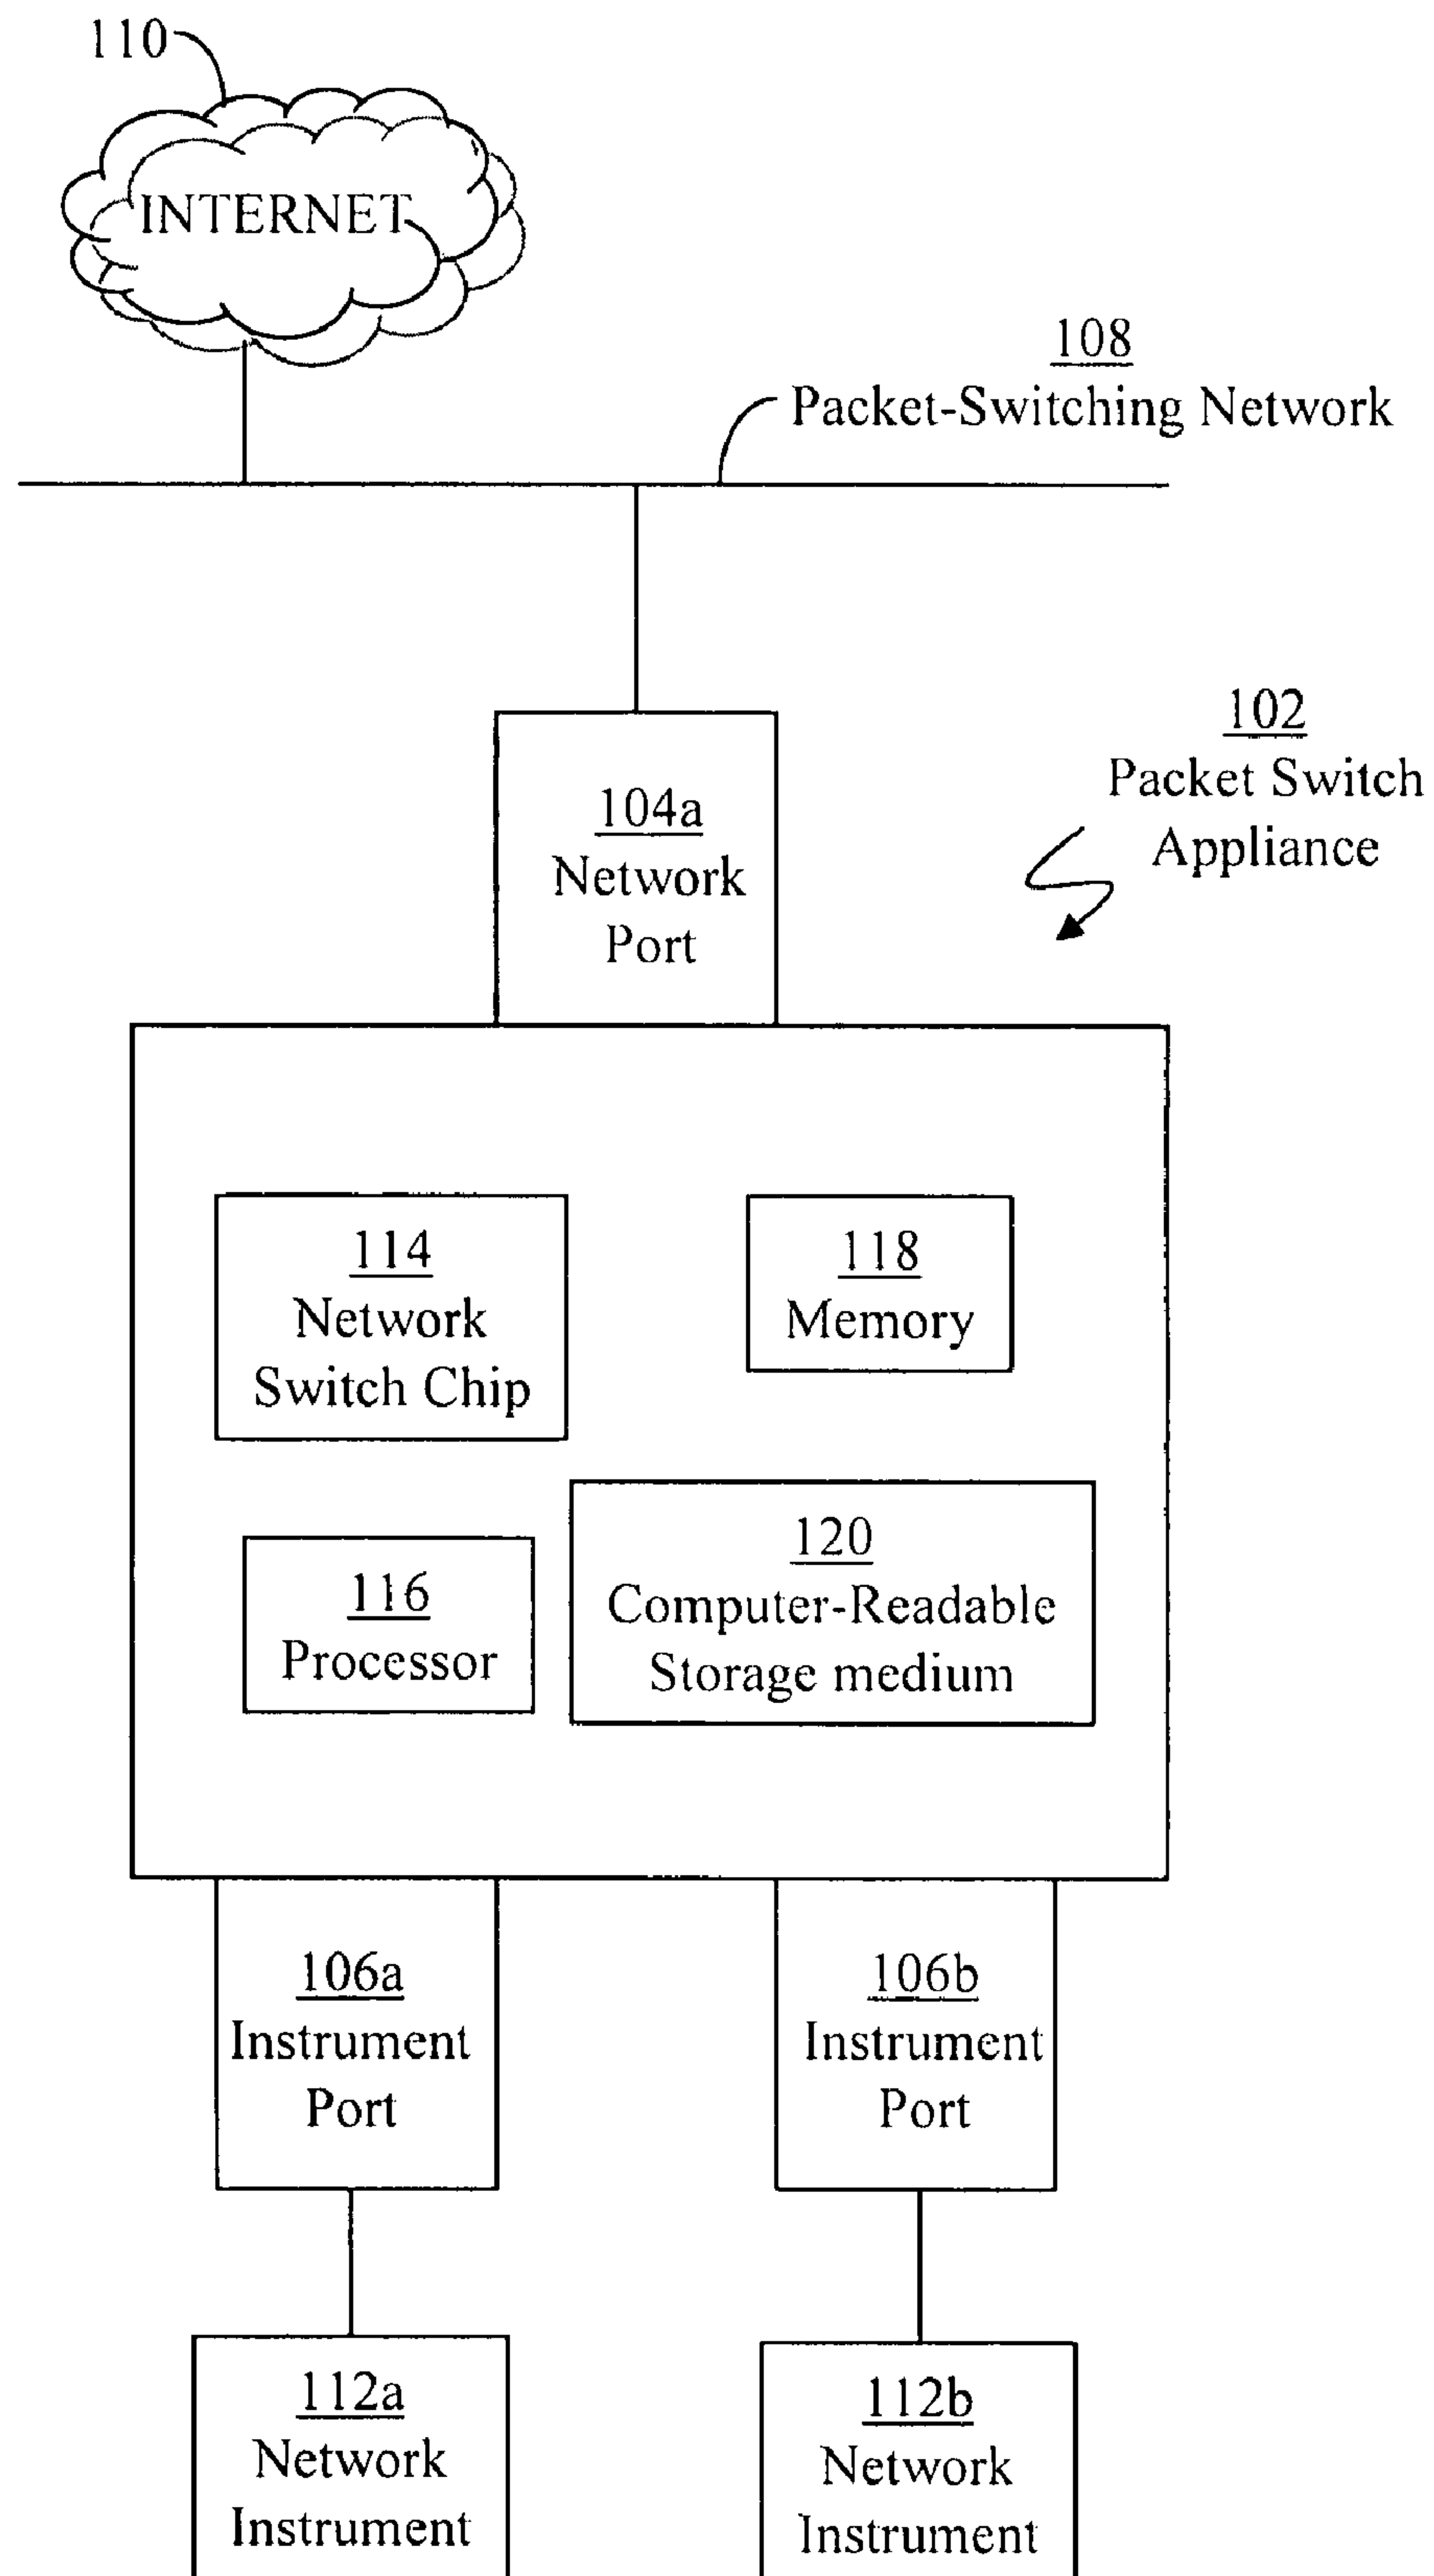 110
INTERNET
108
Packet-Switching Network
102
Packet Switch
Appliance
104a
Network
Port
114
Network
Switch Chip
118
Memory
116
Processor
120
Computer-Readable
Storage medium
106a
Instrument
Port
106b
Instrument
Port
112a
Network
Instrument
112b
Network
Instrument